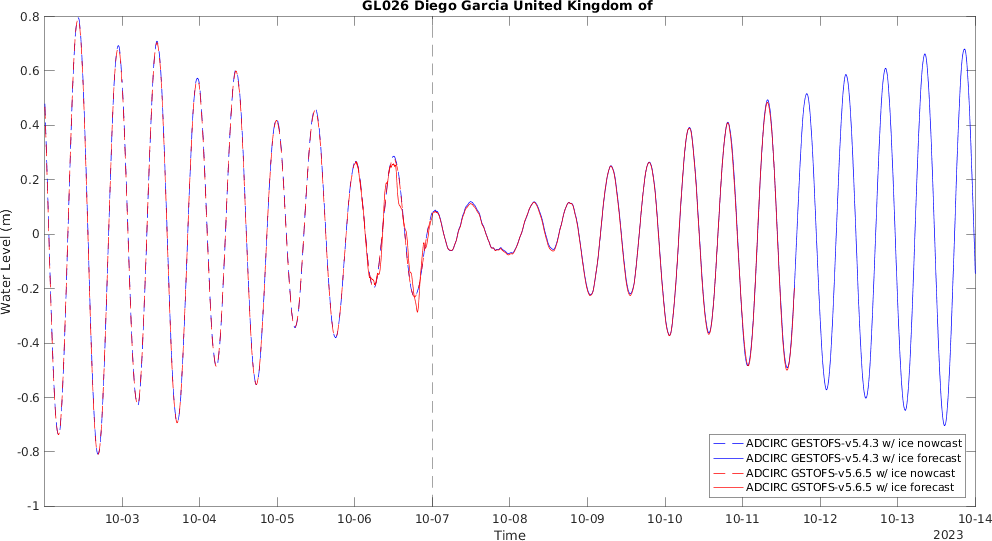 GL026 Diego Garcia United Kingdom of
0.8
0.6
0.4
0.2
0
-0.2
-0.4
-0.6
-0.8
-1
Water Level (m)
10-03 10-04 10-05 10-06 10-07 10-08 10-09 10-10 10-11 10-12 10-13 10-14
Time
2023
ADCIRC GESTOFS-v5.4.3 w/ ice nowcast
ADCIRC GESTOFS-v5.4.3 w/ ice forecast
ADCIRC GSTOFS-v5.6.5 w/ ice nowcast
ADCIRC GSTOFS-v5.6.5 w/ ice forecast